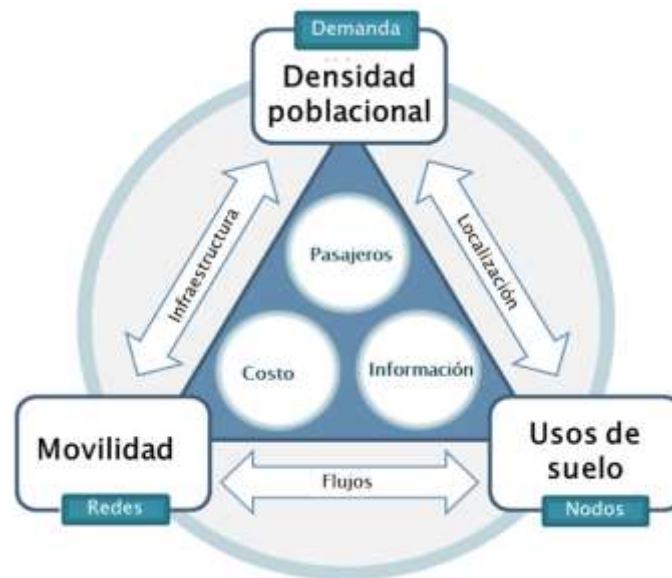 Demanda
Densidad
poblacional
Infraestructura
Localización
Pasajeros
Costo
Información
Movilidad
Redes
Flujos
Usos de
suelo
Nodos